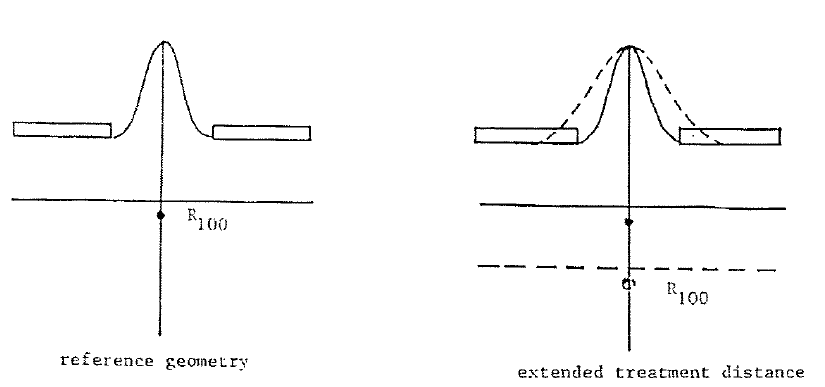 R100
R100
reference geometry
extended treatment distance